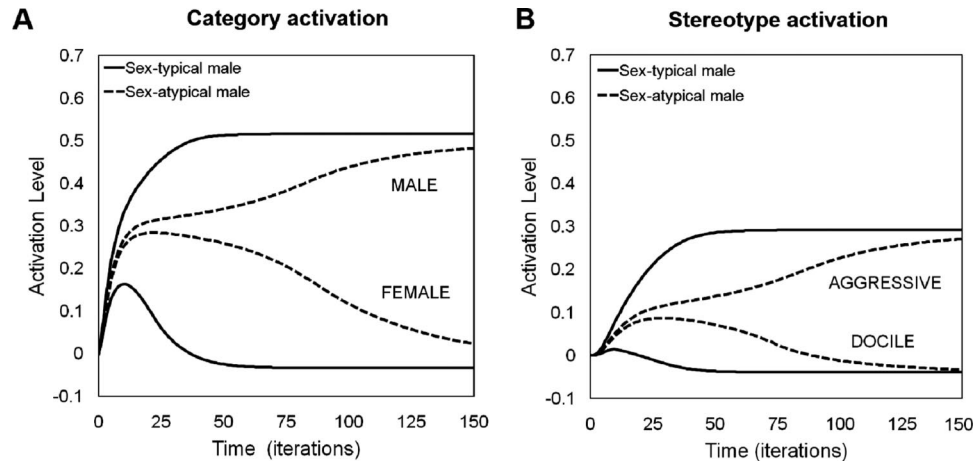 A
Category activation
0.7
0.6
0.5
0.4
0.3
0.2
0.1
0
-0.1
Activation Level
Sex-typical male
Sex-atypical male
MALE
FEMALE
0 25 50 75 100 125 150
Time (iterations)
B
Stereotype activation
0.7
0.6
0.5
0.4
0.3
0.2
0.1
0
-0.1
Activation Level
Sex-typical male
Sex-atypical male
AGGRESSIVE
DOCILE
0 25 50 75 100 125 150
Time (iterations)